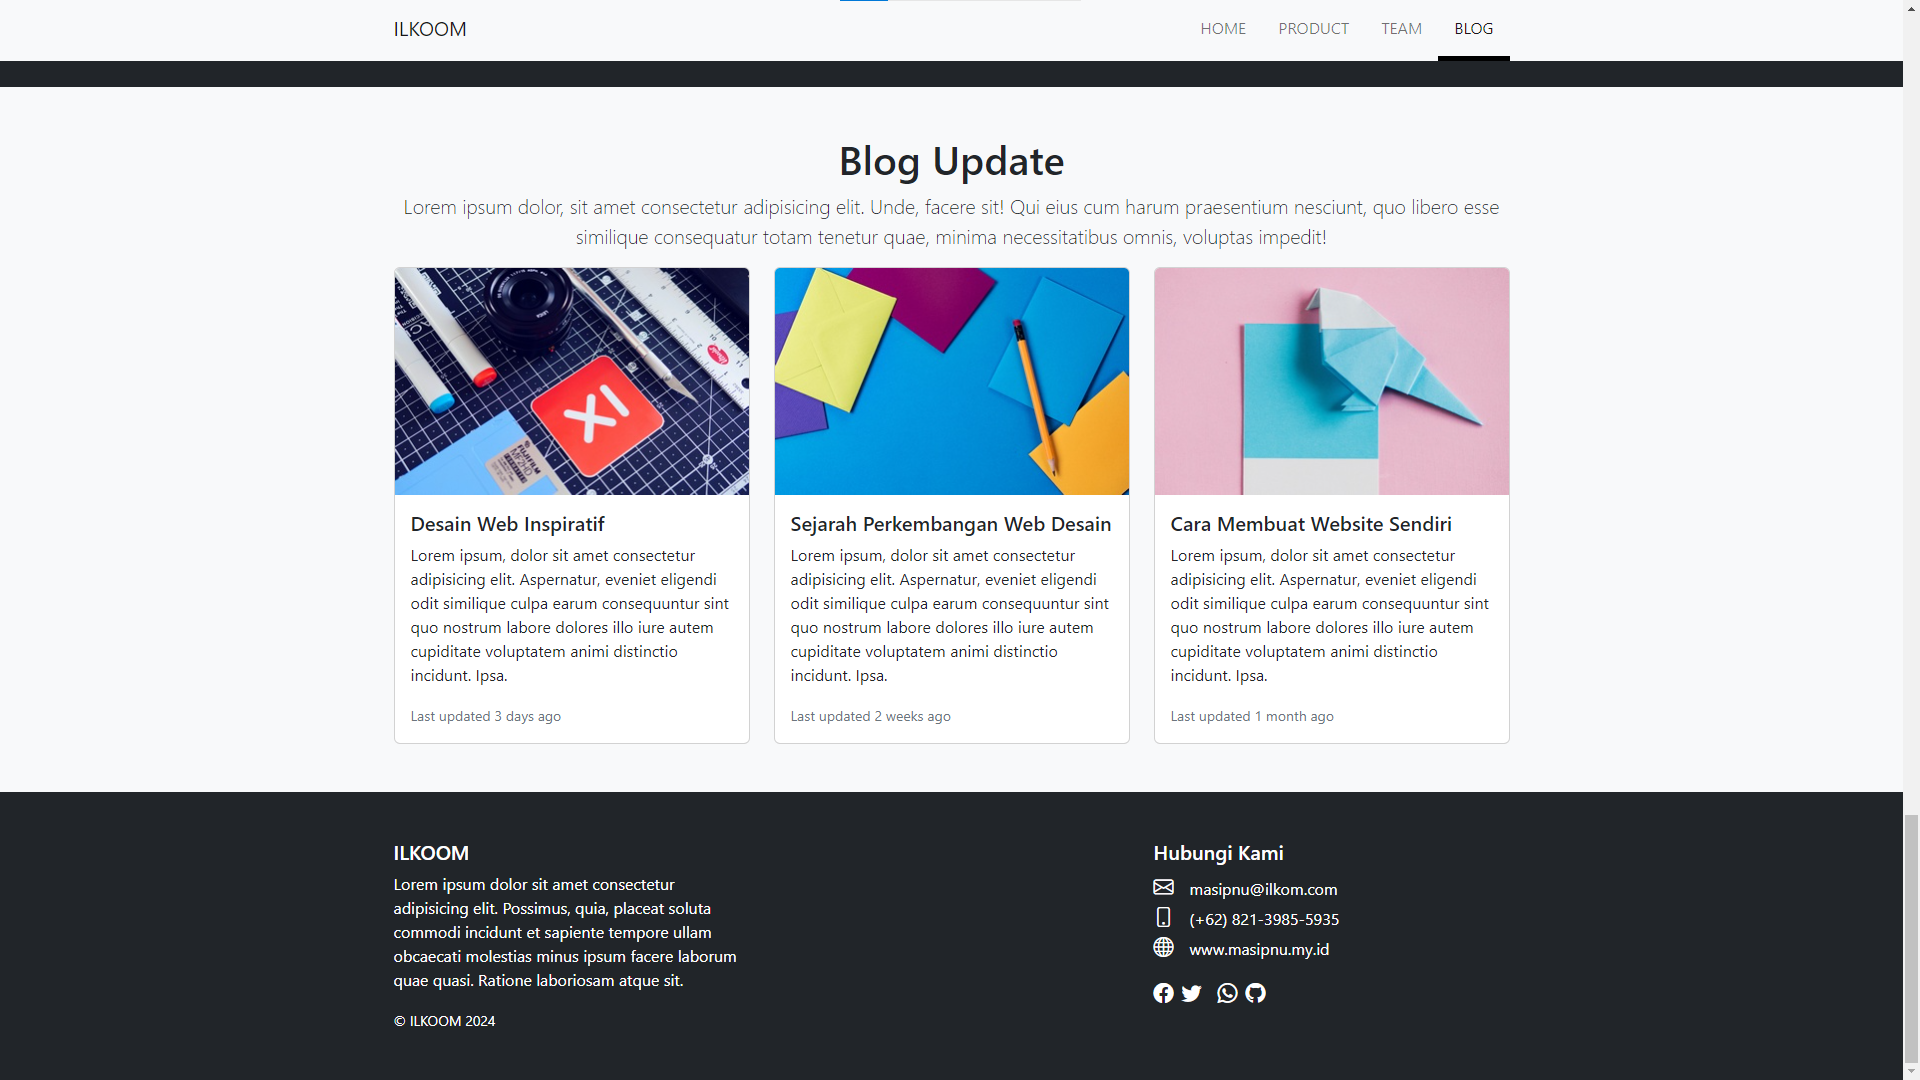 ILKOOM
HOME PRODUCT TEAM BLOG
Blog Update
Lorem ipsum dolor, sit amet consectetur adipisicing elit. Unde, facere sit! Qui eius cum harum praesentium nesciunt, quo libero esse
similique consequatur totam tenetur quae, minima necessitatibus omnis, voluptas impedit!
FUJIFILM
Desain Web Inspiratif
Lorem ipsum, dolor sit amet consectetur
adipisicing elit. Aspernatur, eveniet eligendi
odit similique culpa earum consequuntur sint
quo nostrum labore dolores illo iure autem
cupiditate voluptatem animi distinctio
incidunt. Ipsa.
Last updated 3 days ago
Sejarah Perkembangan Web Desain
Lorem ipsum, dolor sit amet consectetur
adipisicing elit. Aspernatur, eveniet eligendi
odit similique culpa earum consequuntur sint
quo nostrum labore dolores illo iure autem
cupiditate voluptatem animi distinctio
incidunt. Ipsa.
Last updated 2 weeks ago
Cara Membuat Website Sendiri
Lorem ipsum, dolor sit amet consectetur
adipisicing elit. Aspernatur, eveniet eligendi
odit similique culpa earum consequuntur sint
quo nostrum labore dolores illo iure autem
cupiditate voluptatem animi distinctio
incidunt. Ipsa.
Last updated 1 month ago
ILKOOM
Lorem ipsum dolor sit amet consectetur
adipisicing elit. Possimus, quia, placeat soluta
commodi incidunt et sapiente tempore ullam
obcaecati molestias minus ipsum facere laborum
quae quasi. Ratione laboriosam atque sit.
© ILKOOM 2024
Hubungi Kami
masipnu@ilkom.com
(+62) 821-3985-5935
www.masipnu.my.id